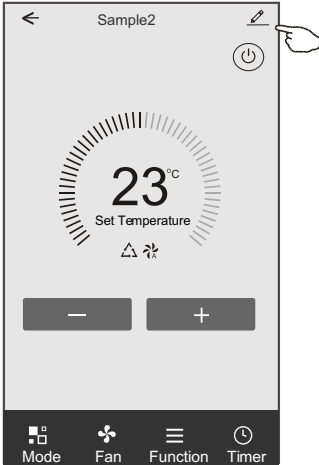 Sample2
23°C
Set Temperature
A
Mode Fan Function Timer